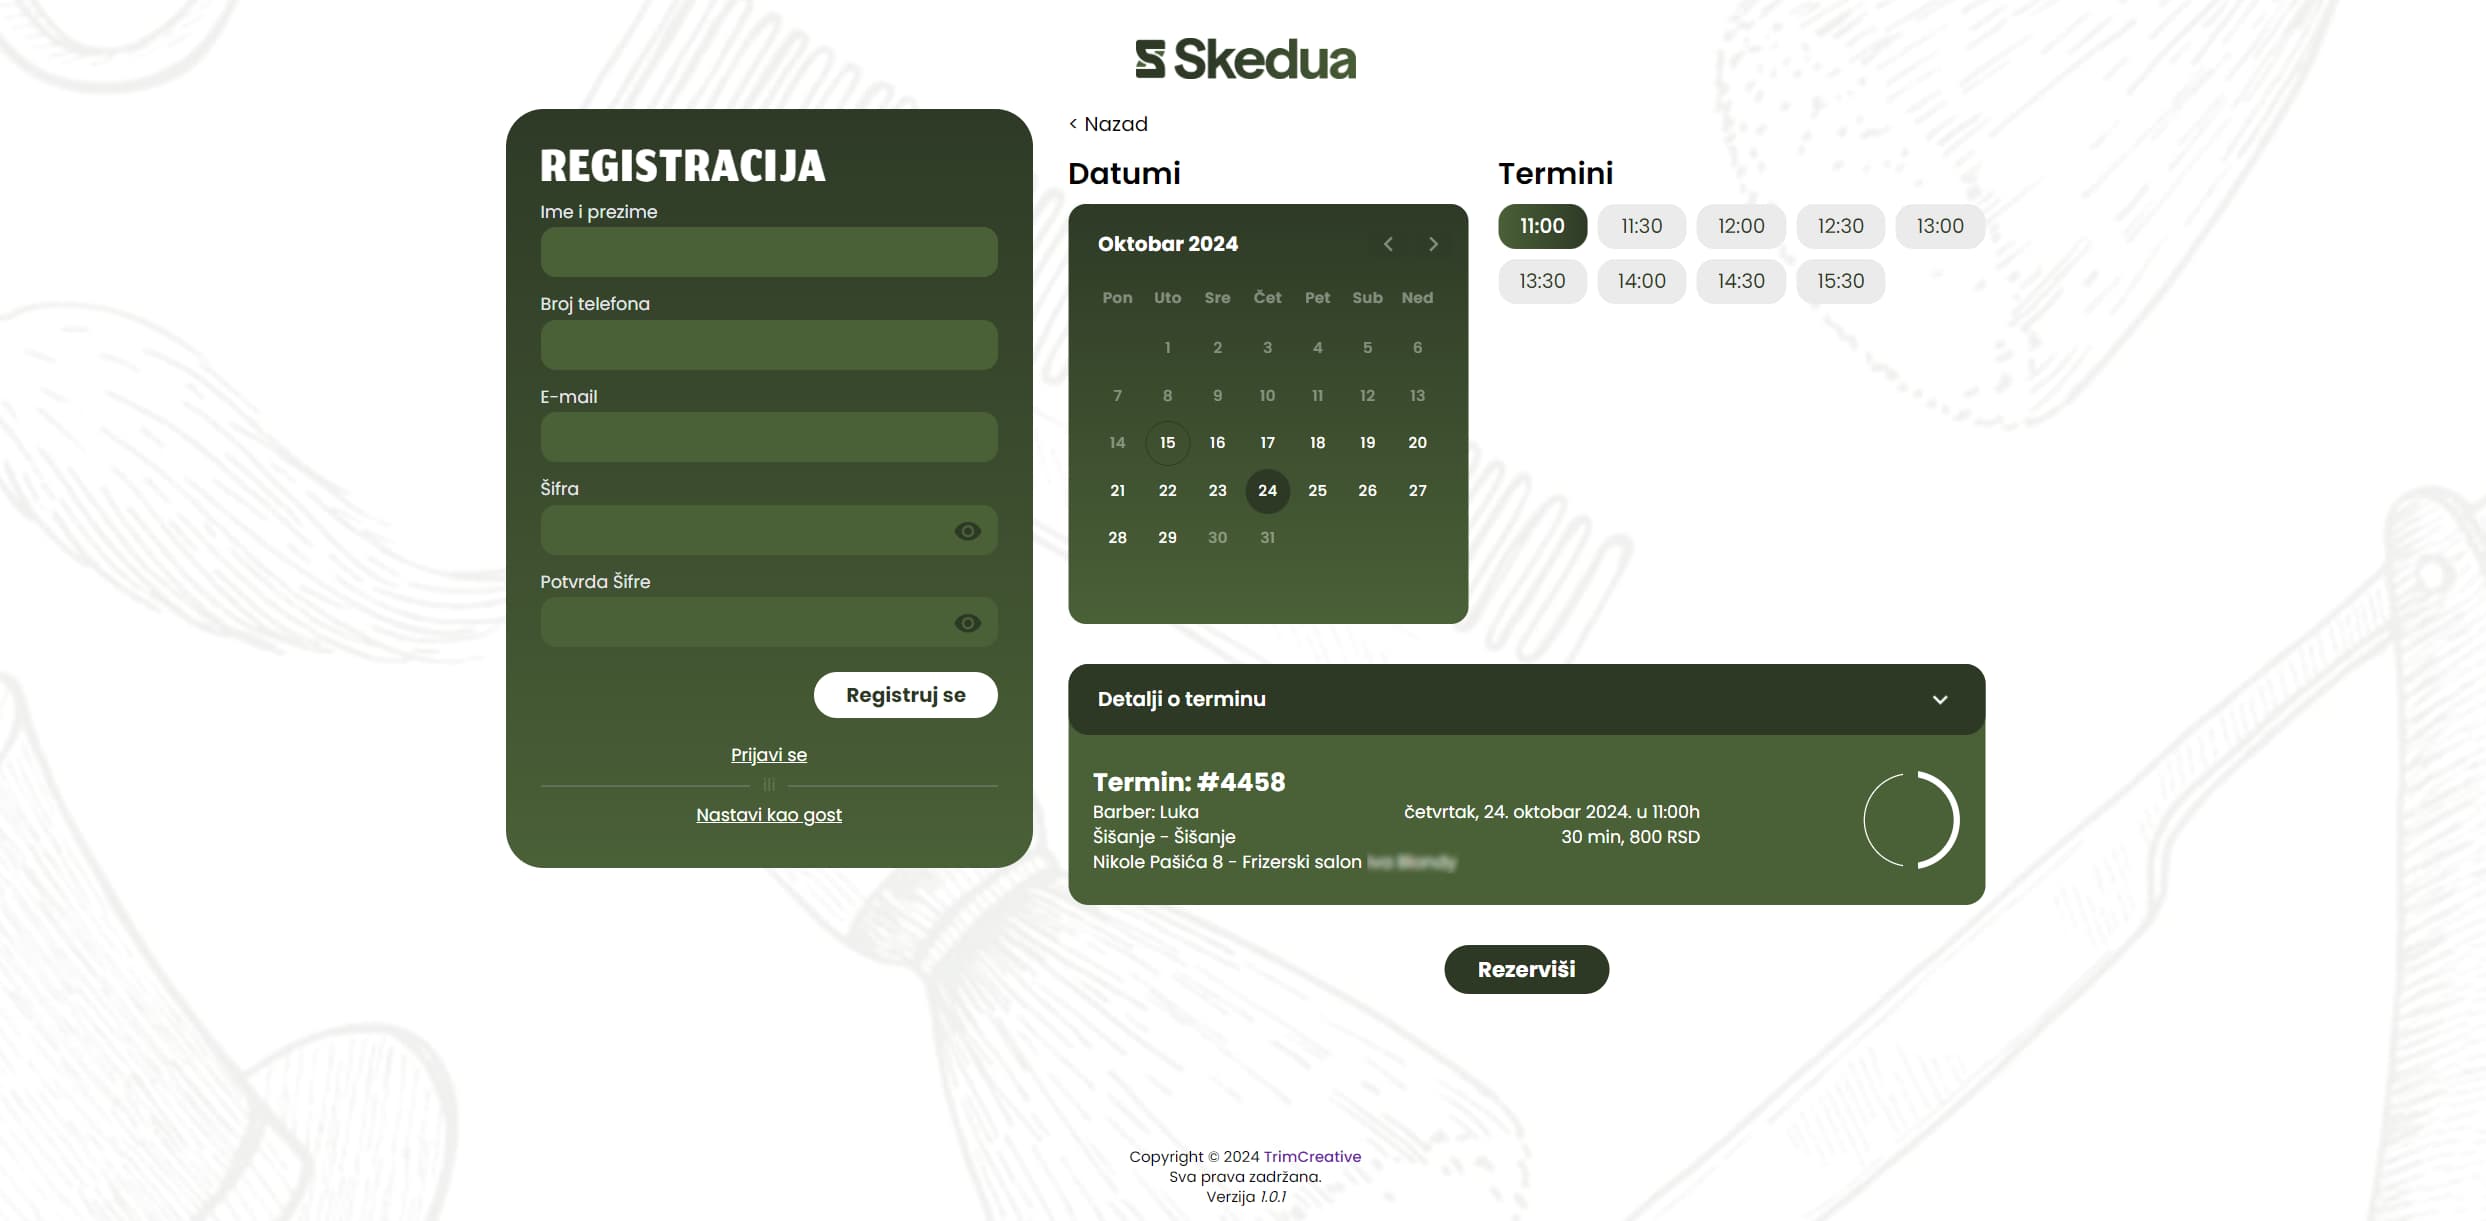 Skedua
REGISTRACIJA
Ime i prezime
Broj telefona
E-mail
Šifra
Potvrda Šifre
Registruj se
Prijavi se
ili
Nastavi kao gost
< Nazad
Datumi
Oktobar 2024
Pon Uto Sre Čet Pet Sub Ned
1 2 3 4 5 6
7 8 9 10 11 12 13
14 15 16 17 18 19 20
21 22 23 24 25 26 27
28 29 30 31
Termini
11:00 11:30 12:00 12:30 13:00
13:30 14:00 14:30 15:30
Detalji o terminu
Termin: #4458
Barber: Luka četvrtak, 24. oktobar 2024. u 11:00h
Šišanje - Šišanje 30 min, 800 RSD
Nikole Pašića 8 - Frizerski salon
Rezerviši
Copyright © 2024 TrimCreative
Sva prava zadržana.
Verzija 1.0.1